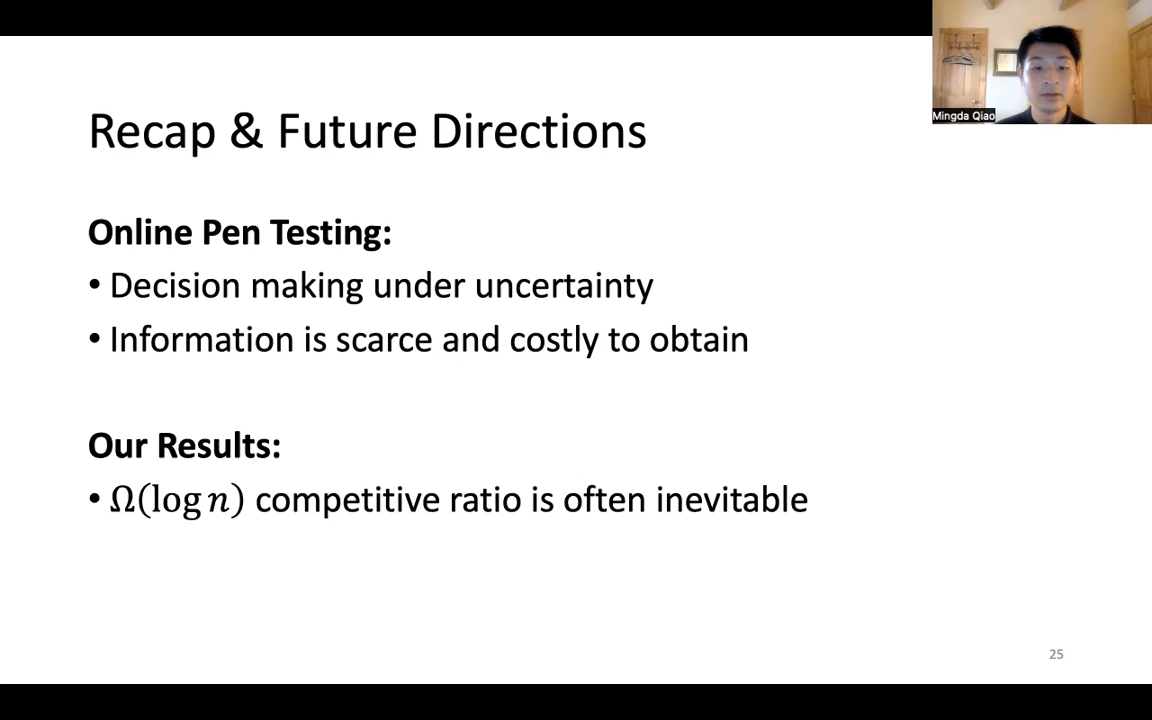 Mingda Qiao
Recap & Future Directions
Online Pen Testing:
• Decision making under uncertainty
• Information is scarce and costly to obtain
Our Results:
• Ω(log n) competitive ratio is often inevitable
25